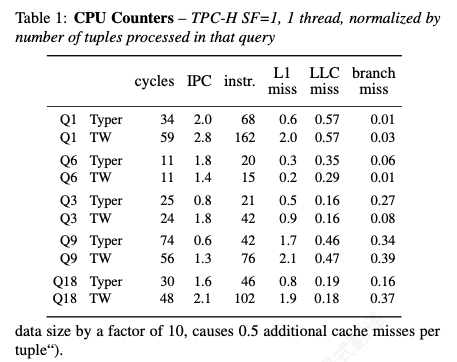 Table 1: CPU Counters – TPC-H SF=1, 1 thread, normalized by
number of tuples processed in that query
cycles IPC instr. L1 miss LLC miss branch miss
Q1 Typer 34 2.0 68 0.6 0.57 0.01
Q1 TW 59 2.8 162 2.0 0.57 0.03
Q6 Typer 11 1.8 20 0.3 0.35 0.06
Q6 TW 11 1.4 15 0.2 0.29 0.01
Q3 Typer 25 0.8 21 0.5 0.16 0.27
Q3 TW 24 1.8 42 0.9 0.16 0.08
Q9 Typer 74 0.6 42 1.7 0.46 0.34
Q9 TW 56 1.3 76 2.1 0.47 0.39
Q18 Typer 30 1.6 46 0.8 0.19 0.16
Q18 TW 48 2.1 102 1.9 0.18 0.37
data size by a factor of 10, causes 0.5 additional cache misses per
tuple“).